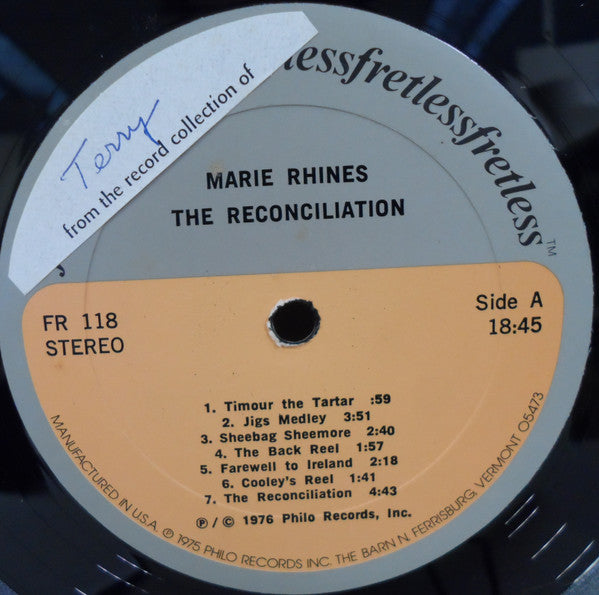 Terry
from the record collection of
lessfretlessfretless™
MARIE RHINES
THE RECONCILIATION
FR 118
STEREO
Side A
18:45
1. Timour the Tartar :59
2. Jigs Medley 3:51
3. Sheebag Sheemore 2:40
4. The Back Reel 1:57
5. Farewell to Ireland 2:18
6. Cooley's Reel 1:41
7. The Reconciliation 4:43
℗/© 1976 Philo Records, Inc.
MANUFACTURED IN U.S.A. ℗ 1975 PHILO RECORDS INC. THE BARN N. FERRISBURG, VERMONT 05473